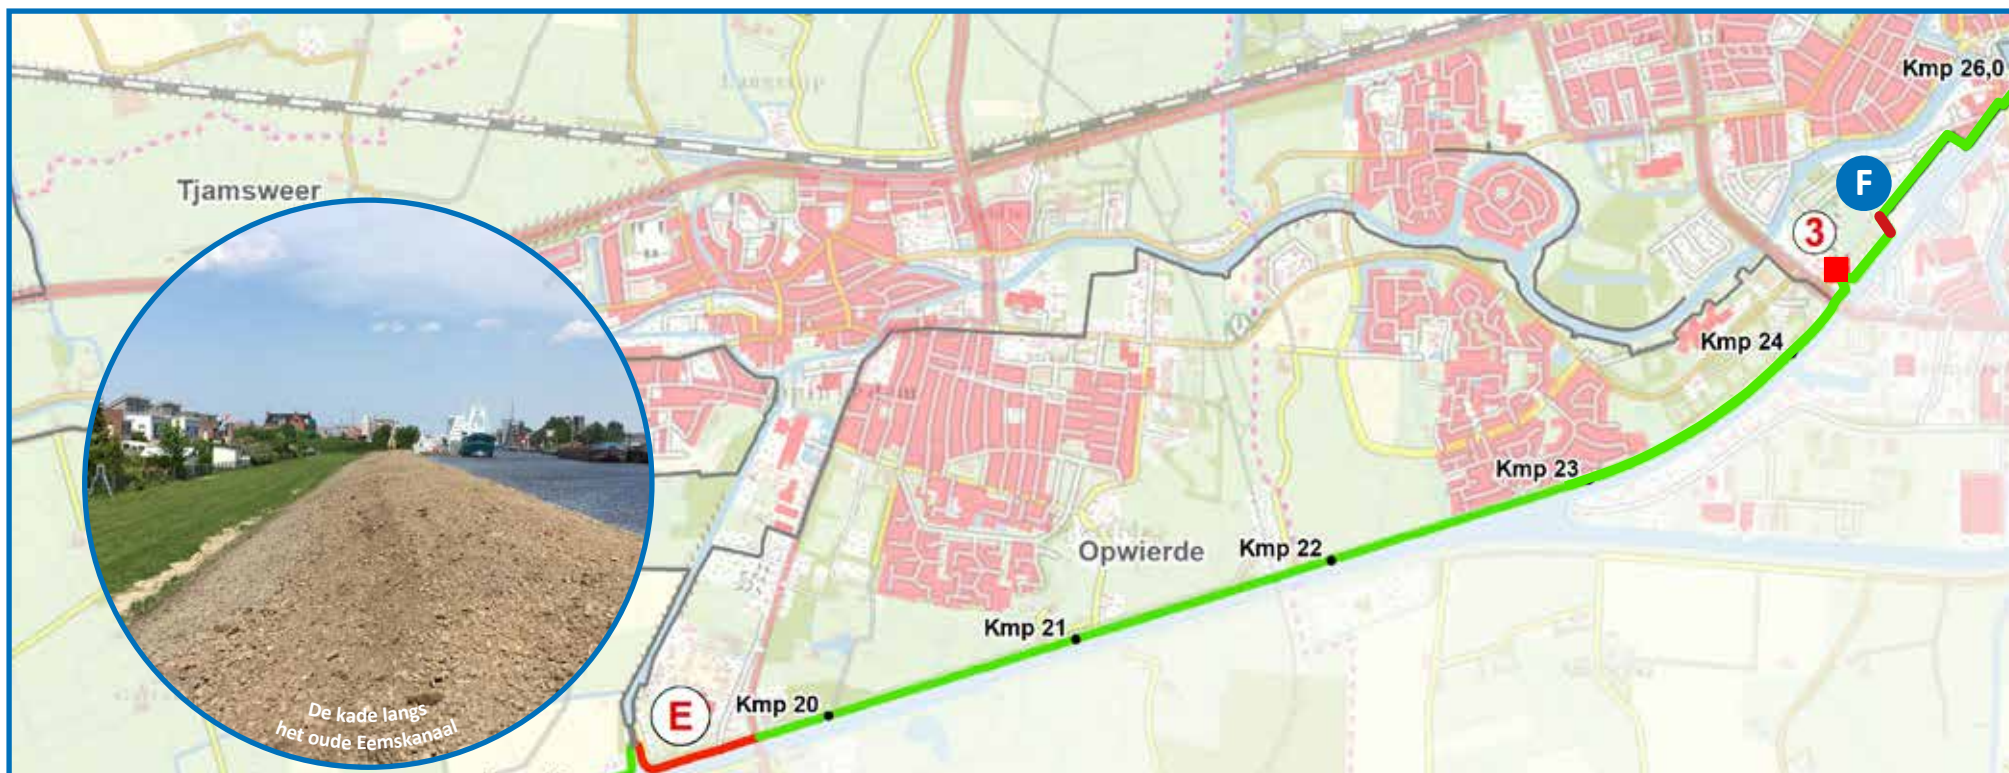 Kmp 26,0
Tjamsweer
F
3
Kmp 24
Kmp 23
Opwierde
Kmp 22
Kmp 21
E
Kmp 20
De kade langs
het oude Eemskanaal